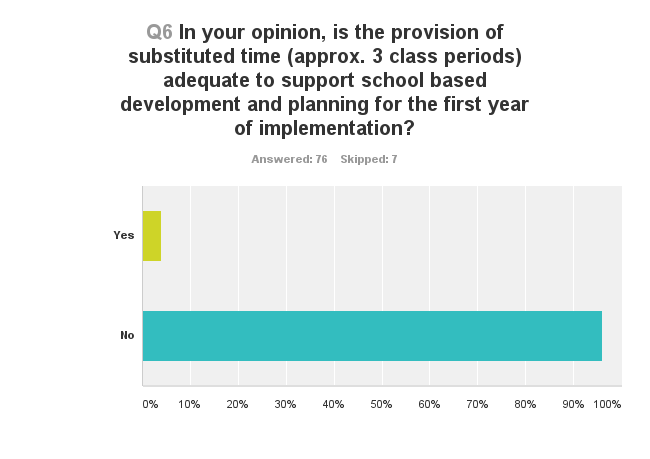 Q6 In your opinion, is the provision of
substituted time (approx. 3 class periods)
adequate to support school based
development and planning for the first year
of implementation?
Answered: 76 Skipped: 7
Yes
No
0% 10% 20% 30% 40% 50% 60% 70% 80% 90% 100%